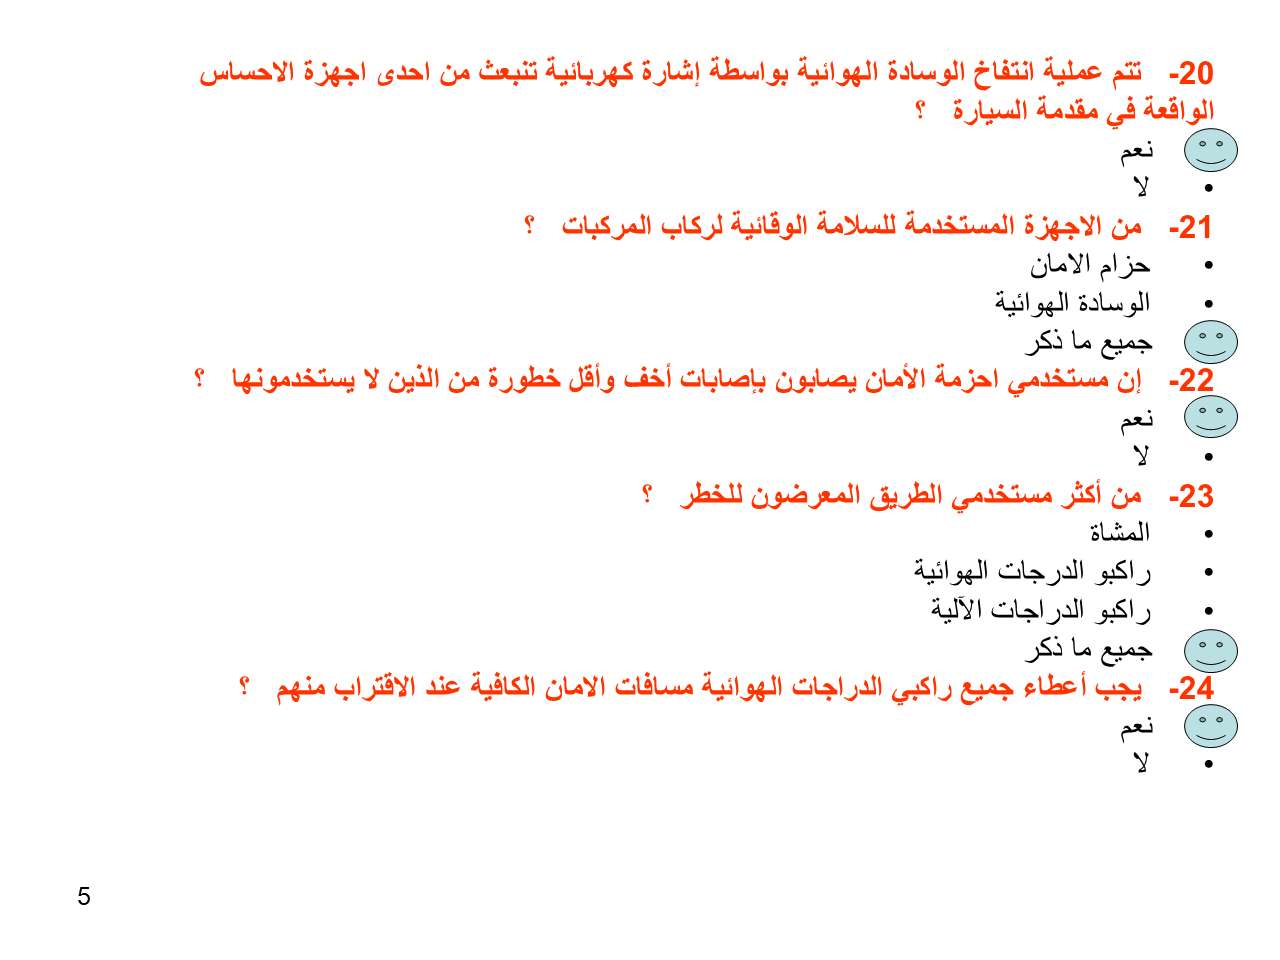 20- تتم عملية انتفاخ الوسادة الهوائية بواسطة إشارة كهربائية تنبعث من احدى اجهزة الاحساس
الواقعة في مقدمة السيارة ؟
نعم
• لا
21- من الاجهزة المستخدمة للسلامة الوقائية لركاب المركبات ؟
• حزام الامان
• الوسادة الهوائية
جميع ما ذكر
22- إن مستخدمي احزمة الأمان يصابون بإصابات أخف وأقل خطورة من الذين لا يستخدمونها ؟
نعم
• لا
23- من أكثر مستخدمي الطريق المعرضون للخطر ؟
• المشاة
• راكبو الدرجات الهوائية
• راكبو الدراجات الآلية
جميع ما ذكر
24- يجب أعطاء جميع راكبي الدراجات الهوائية مسافات الامان الكافية عند الاقتراب منهم ؟
نعم
• لا
5